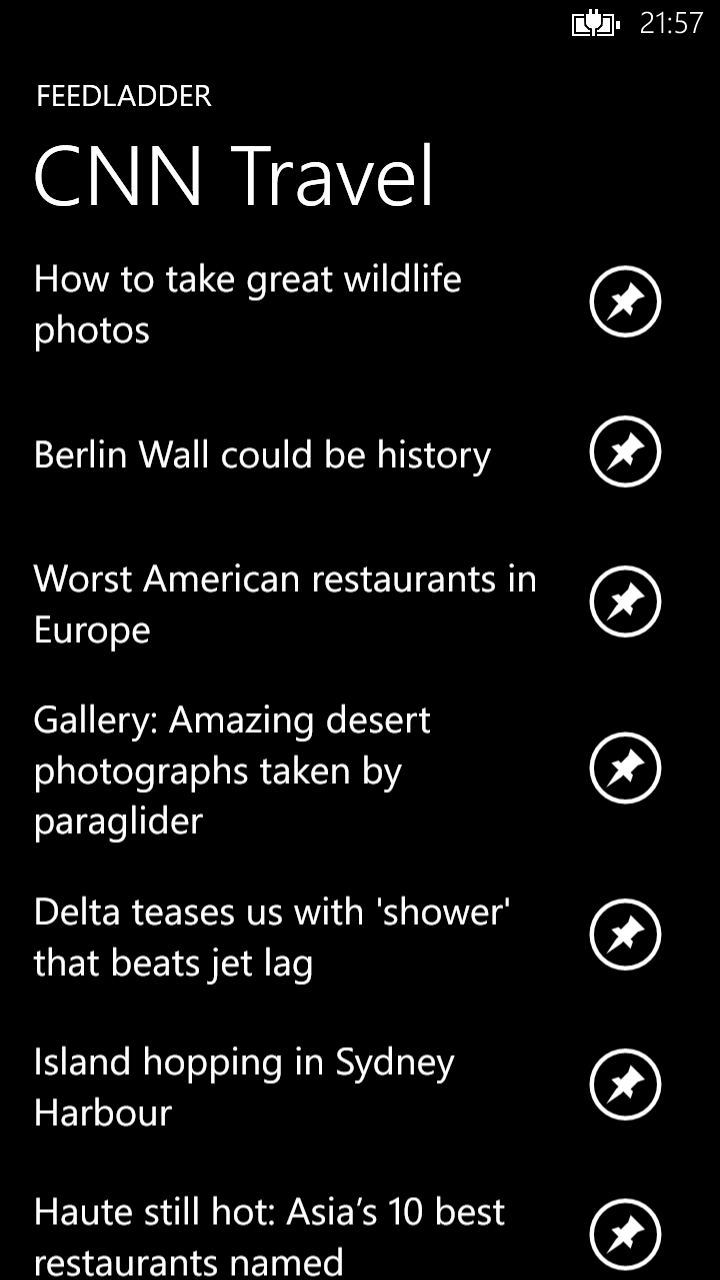 21:57
FEEDLADDER
CNN Travel
How to take great wildlife
photos
Berlin Wall could be history
Worst American restaurants in
Europe
Gallery: Amazing desert
photographs taken by
paraglider
Delta teases us with 'shower'
that beats jet lag
Island hopping in Sydney
Harbour
Haute still hot: Asia’s 10 best
restaurants named